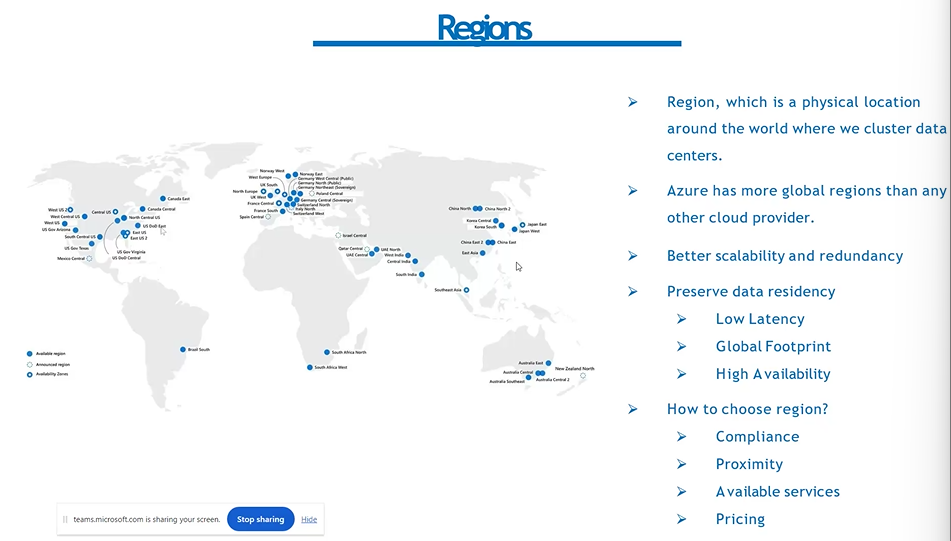 Regions
Region, which is a physical location
around the world where we cluster data
centers.
Azure has more global regions than any
other cloud provider.
Better scalability and redundancy
Preserve data residency
Low Latency
Global Footprint
High Availability
How to choose region?
Compliance
Proximity
Available services
Pricing
Norway West
Norway East
West Europe
Germany West Central (Public)
Germany North (Public)
UK South
Germany Northeast (Sovereign)
North Europe
Poland Central
UK West
Germany Central (Sovereign)
France Central
Switzerland North
Italy North
France South
Switzerland West
Spain Central
Canada East
Canada Central
West US 2
Central US
West Central US
North Central US
West US
US DoD East
US Gov Arizona
East US
South Central US
East US 2
US Gov Texas
US Gov Virginia
Mexico Central
US DoD Central
Israel Central
Qatar Central
UAE North
UAE Central
West India
Central India
South India
China North
China North 2
Korea Central
Japan East
Korea South
Japan West
China East 2
China East
East Asia
Southeast Asia
Brazil South
South Africa North
South Africa West
Australia East
Australia Central
New Zealand North
Australia Southeast
Australia Central 2
Available region
Announced region
Availability Zones
teams.microsoft.com is sharing your screen.
Stop sharing
Hide